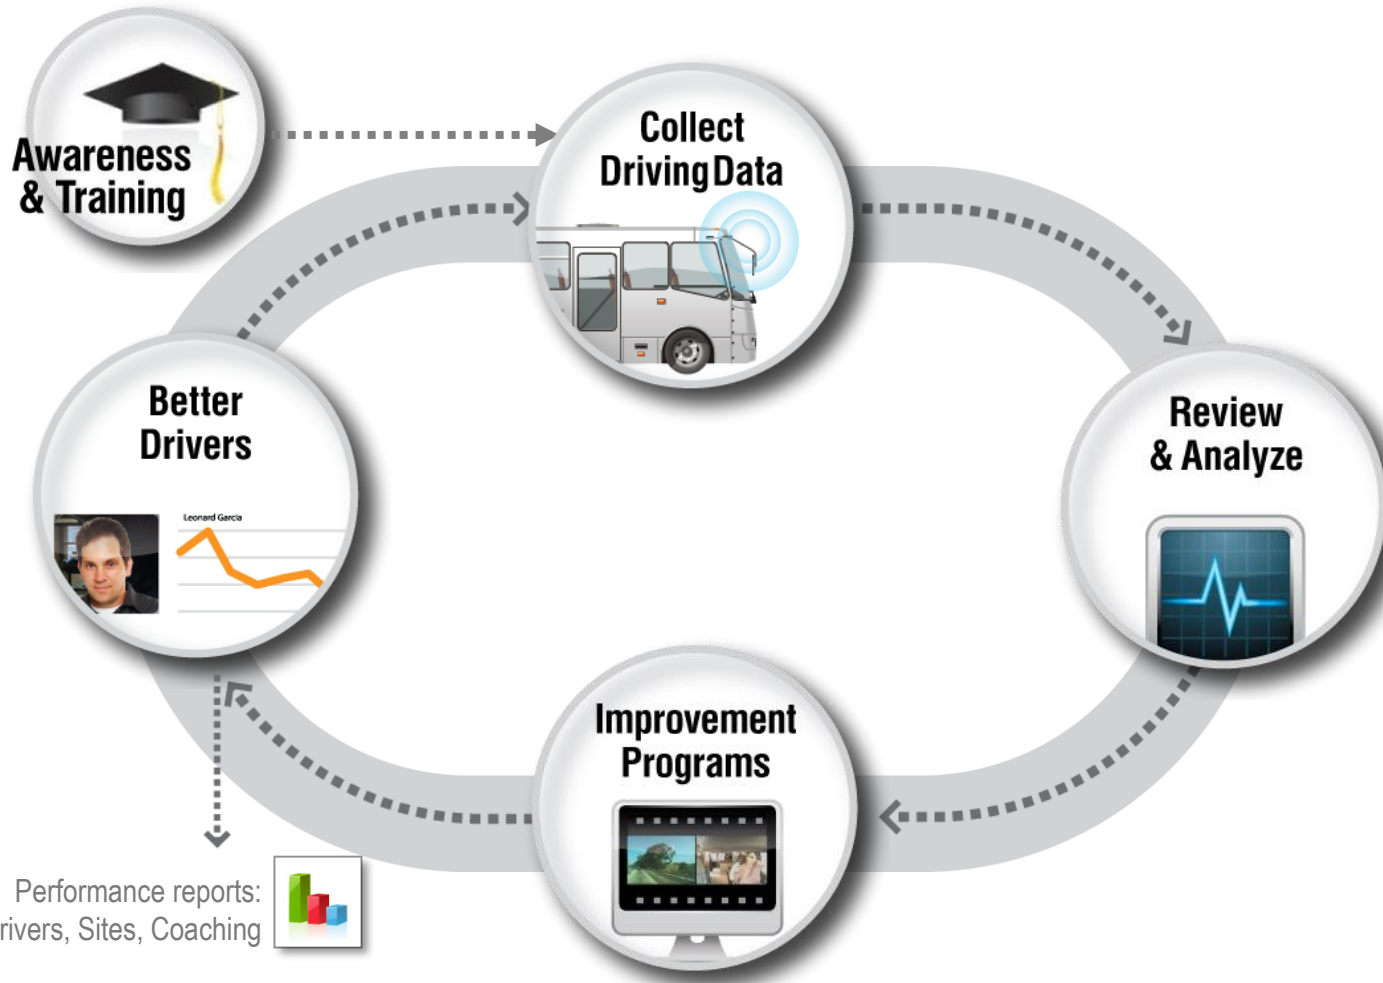 Awareness
& Training
Collect
Driving Data
Better
Drivers
Leonard Garcia
Review
& Analyze
Improvement
Programs
Performance reports:
rivers, Sites, Coaching